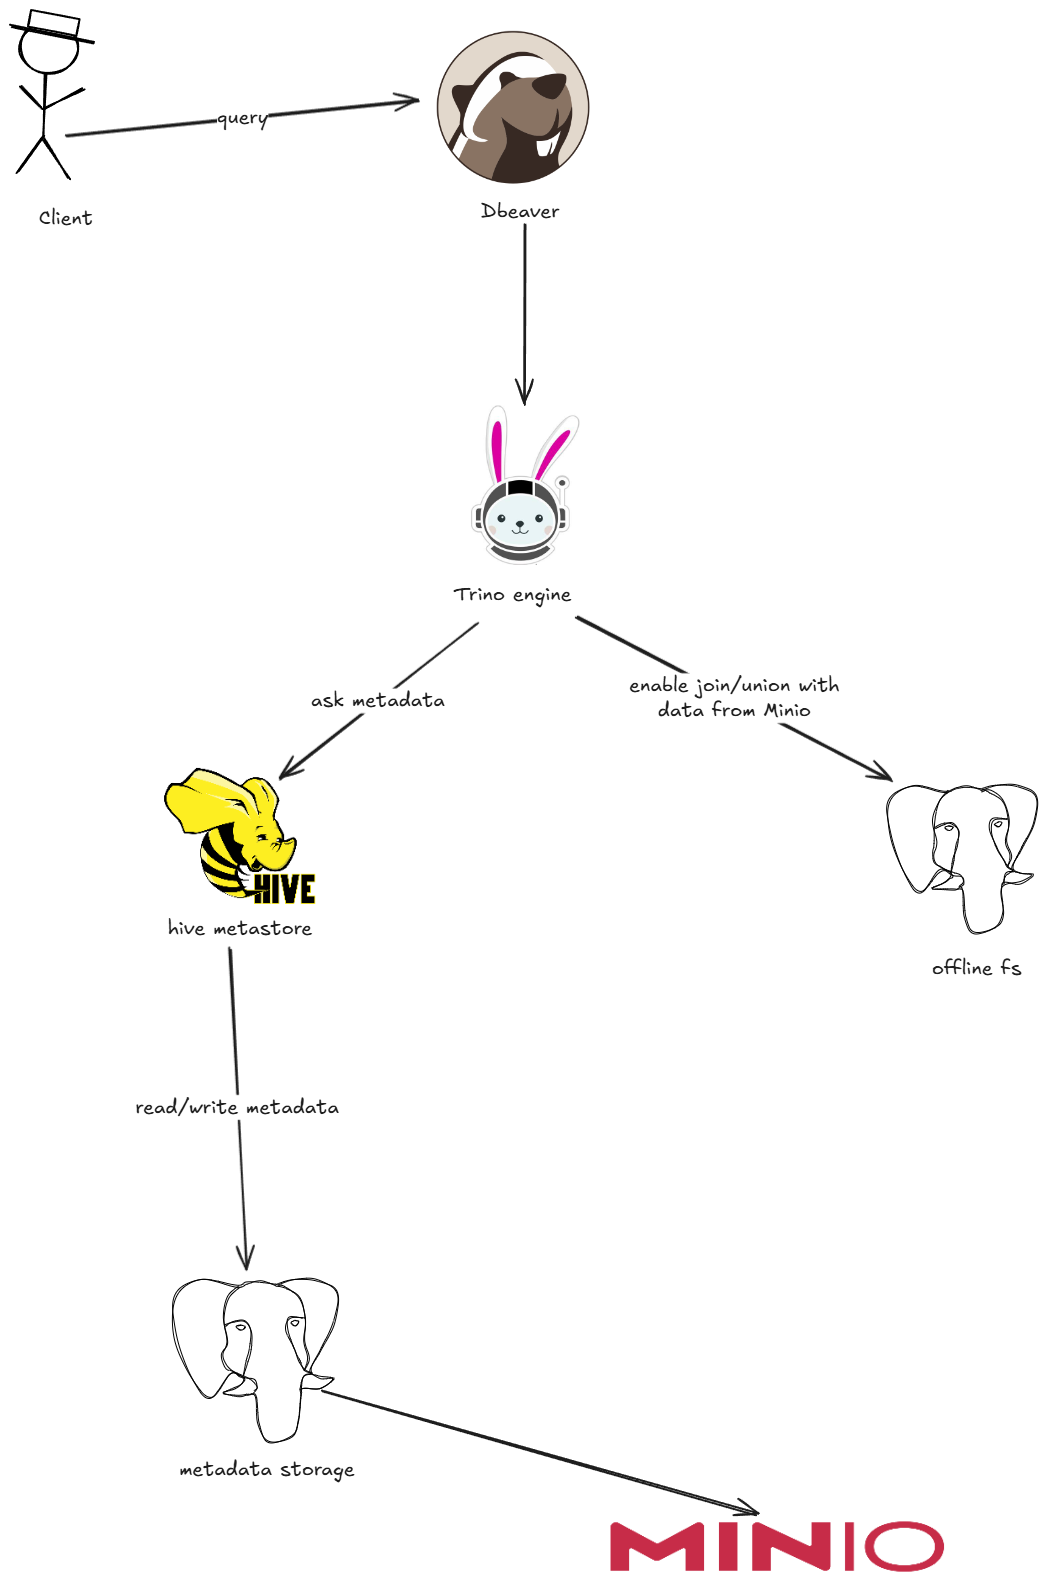 query
Client
Dbeaver
Trino engine
ask metadata
enable join/union with
data from Minio
HIVE
hive metastore
offline fs
read/write metadata
metadata storage
MINIO